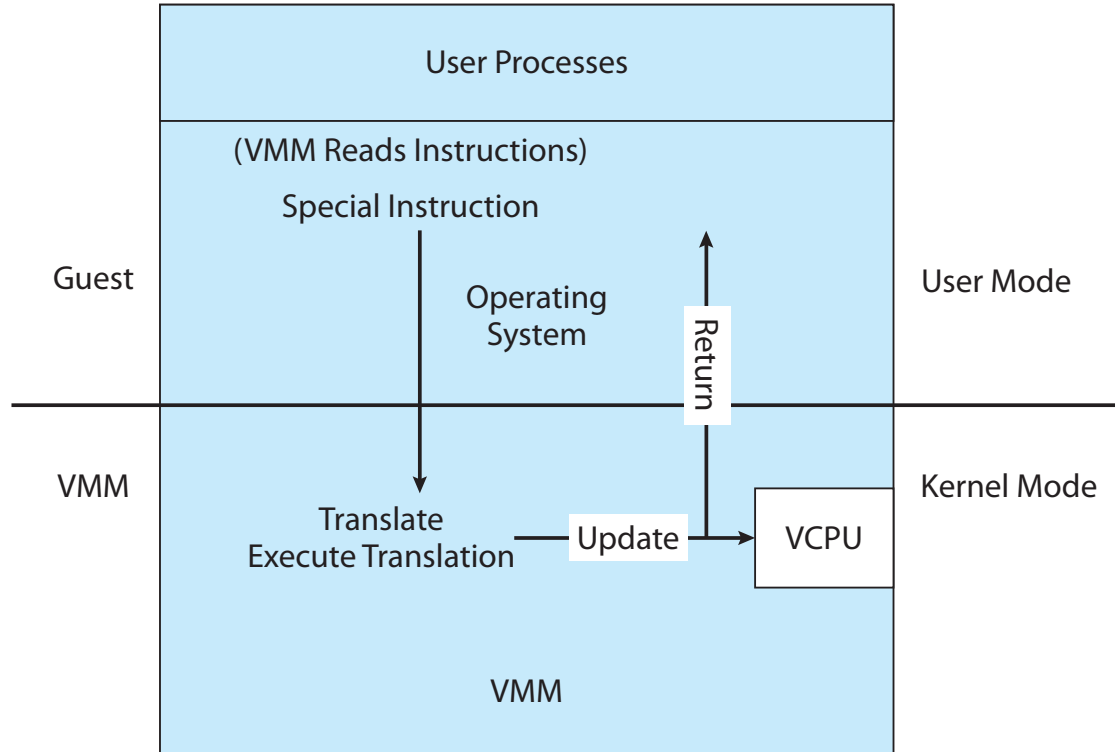 User Processes
(VMM Reads Instructions)
Special Instruction
Guest
Operating
System
User Mode
Return
VMM
Kernel Mode
Translate
Execute Translation
Update
VCPU
VMM